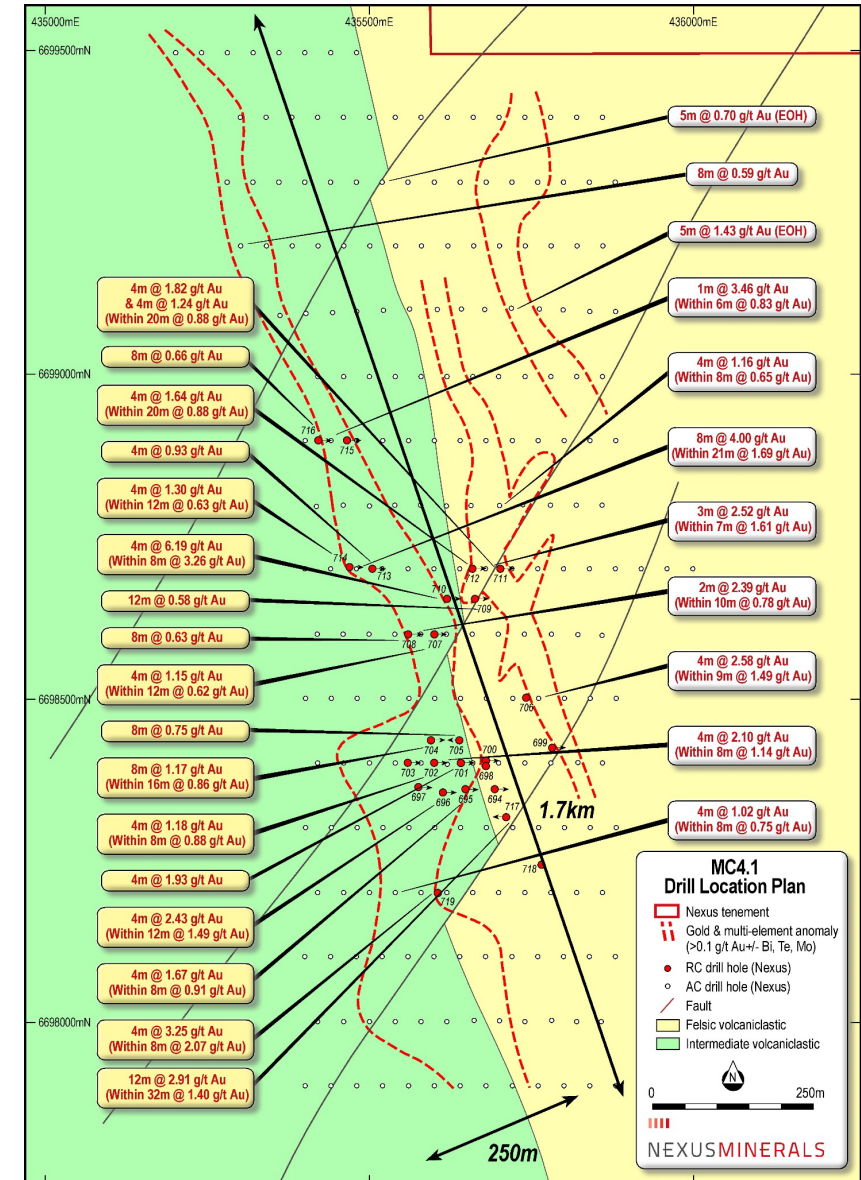 435000mE
435500mE
436000mE
6699500mN
6699000mN
6698500mN
6698000mN
5m @ 0.70 g/t Au (EOH)
8m @ 0.59 g/t Au
5m @ 1.43 g/t Au (EOH)
1m @ 3.46 g/t Au
(Within 6m @ 0.83 g/t Au)
4m @ 1.16 g/t Au
(Within 8m @ 0.65 g/t Au)
8m @ 4.00 g/t Au
(Within 21m @ 1.69 g/t Au)
3m @ 2.52 g/t Au
(Within 7m @ 1.61 g/t Au)
2m @ 2.39 g/t Au
(Within 10m @ 0.78 g/t Au)
4m @ 2.58 g/t Au
(Within 9m @ 1.49 g/t Au)
4m @ 2.10 g/t Au
(Within 8m @ 1.14 g/t Au)
4m @ 1.02 g/t Au
(Within 8m @ 0.75 g/t Au)
4m @ 1.82 g/t Au
& 4m @ 1.24 g/t Au
(Within 20m @ 0.88 g/t Au)
8m @ 0.66 g/t Au
4m @ 1.64 g/t Au
(Within 20m @ 0.88 g/t Au)
4m @ 0.93 g/t Au
4m @ 1.30 g/t Au
(Within 12m @ 0.63 g/t Au)
4m @ 6.19 g/t Au
(Within 8m @ 3.26 g/t Au)
12m @ 0.58 g/t Au
8m @ 0.63 g/t Au
4m @ 1.15 g/t Au
(Within 12m @ 0.62 g/t Au)
8m @ 0.75 g/t Au
8m @ 1.17 g/t Au
(Within 16m @ 0.86 g/t Au)
4m @ 1.18 g/t Au
(Within 8m @ 0.88 g/t Au)
4m @ 1.93 g/t Au
4m @ 2.43 g/t Au
(Within 12m @ 1.49 g/t Au)
4m @ 1.67 g/t Au
(Within 8m @ 0.91 g/t Au)
4m @ 3.25 g/t Au
(Within 8m @ 2.07 g/t Au)
12m @ 2.91 g/t Au
(Within 32m @ 1.40 g/t Au)
716
715
714
713
712
711
710
709
708
707
706
699
704
705
700
703
702
701
698
697
696
695
694
717
718
719
1.7km
250m
MC4.1
Drill Location Plan
Nexus tenement
Gold & multi-element anomaly
(>0.1 g/t Au+/- Bi, Te, Mo)
RC drill hole (Nexus)
AC drill hole (Nexus)
Fault
Felsic volcaniclastic
Intermediate volcaniclastic
N
0
250m
NEXUSMINERALS